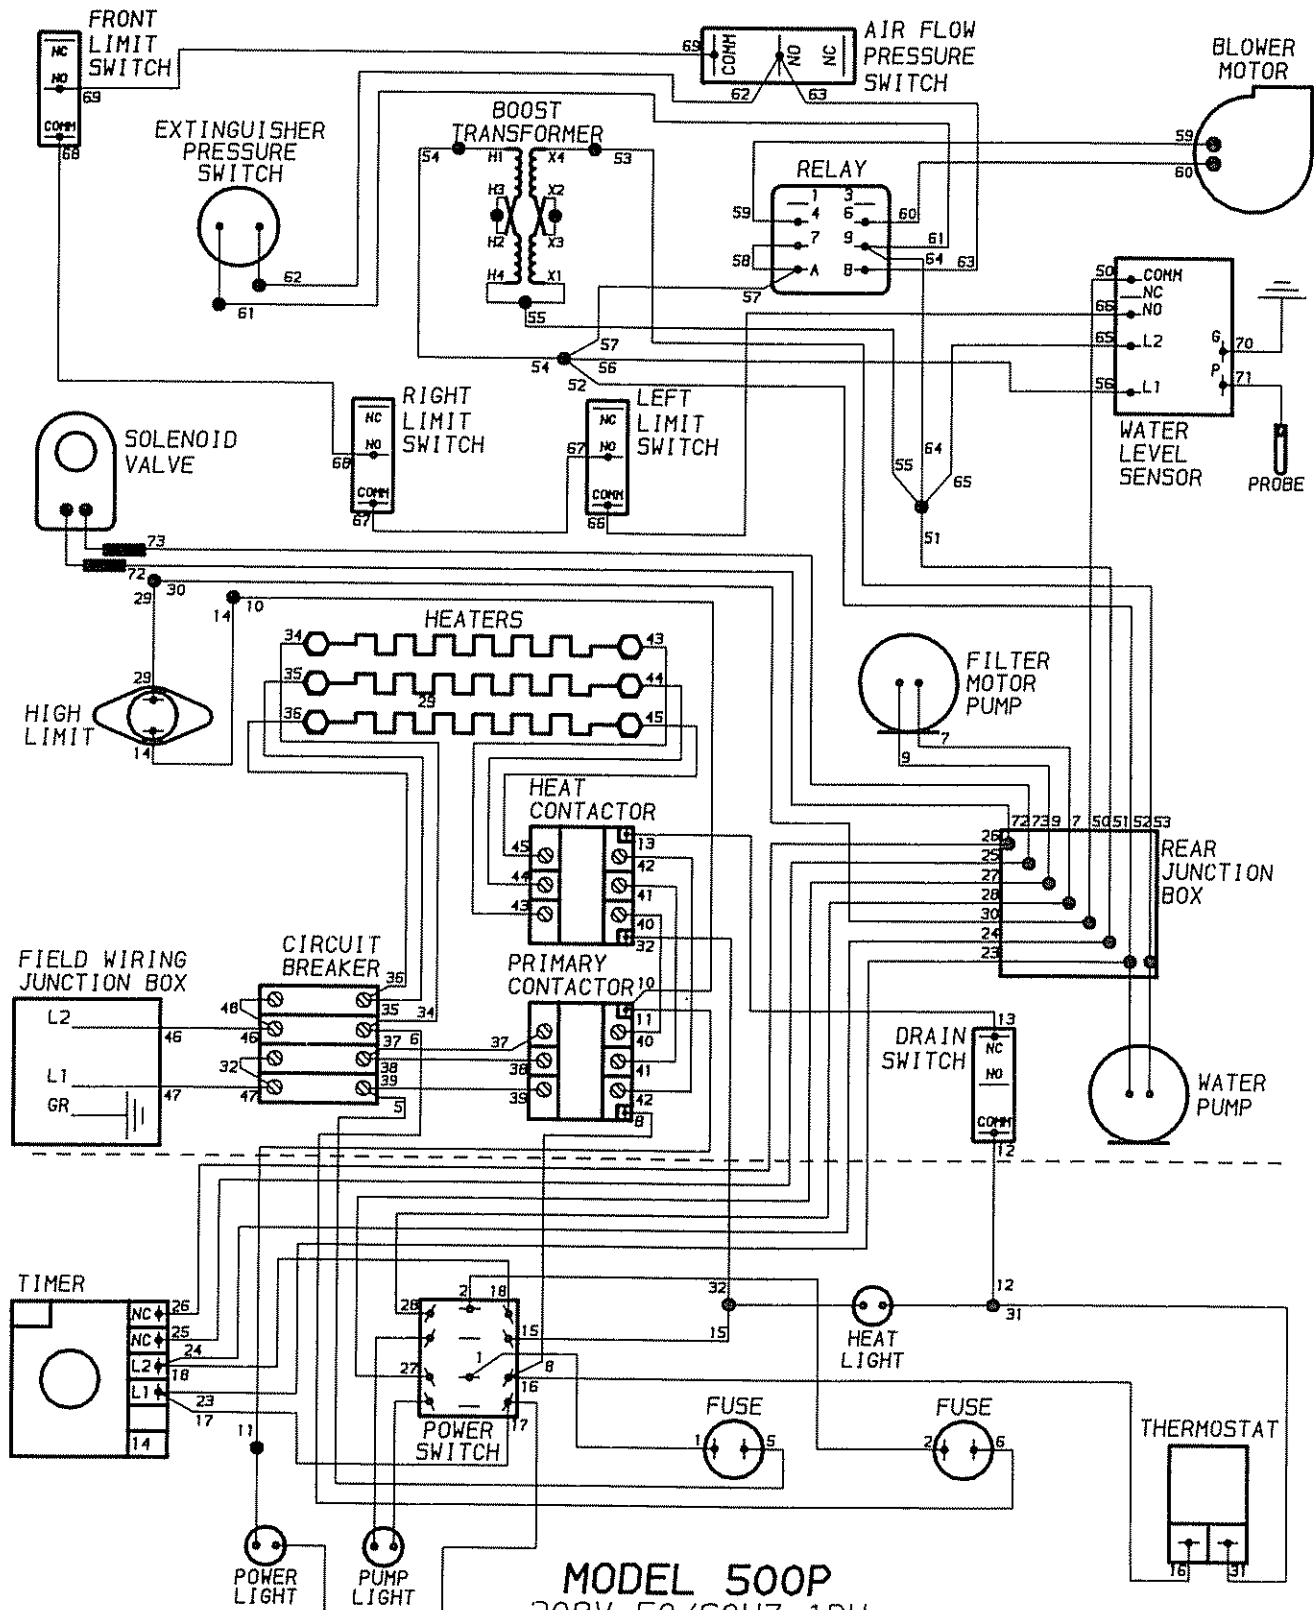 FRONT
LIMIT
SWITCH
NC
NO
69
COMM
68
69
COMM
NO
NC
AIR FLOW
PRESSURE
SWITCH
62
63
BLOWER
MOTOR
59
60
EXTINGUISHER
PRESSURE
SWITCH
62
61
BOOST
TRANSFORMER
54
H1
X4
53
H3
X2
H2
X3
H4
X1
55
RELAY
1
3
59
4
6
60
7
9
61
64
58
A
B
63
57
50
COMM
NC
66
NO
65
L2
56
L1
G
70
P
71
WATER
LEVEL
SENSOR
PROBE
54
57
56
52
RIGHT
LIMIT
SWITCH
NC
NO
68
COMM
67
LEFT
LIMIT
SWITCH
NC
67
NO
COMM
66
55
64
65
51
SOLENOID
VALVE
73
72
29
30
14
10
HEATERS
34
43
35
44
29
36
45
29
HIGH
LIMIT
14
FILTER
MOTOR
PUMP
9
7
HEAT
CONTACTOR
13
45
42
44
41
43
40
32
72
73
9
7
50
51
52
53
26
25
27
28
30
24
23
REAR
JUNCTION
BOX
FIELD WIRING
JUNCTION BOX
L2
46
L1
47
GR
CIRCUIT
BREAKER
36
48
35
34
46
6
37
32
38
47
39
5
PRIMARY
CONTACTOR
10
11
37
40
38
41
39
42
8
DRAIN
SWITCH
13
NC
NO
COMM
12
WATER
PUMP
TIMER
NC
26
NC
25
24
L2
18
L1
23
17
14
11
2
18
28
15
1
8
27
16
17
POWER
SWITCH
32
15
HEAT
LIGHT
12
31
FUSE
1
5
FUSE
2
6
THERMOSTAT
16
31
POWER
LIGHT
PUMP
LIGHT
MODEL 500P